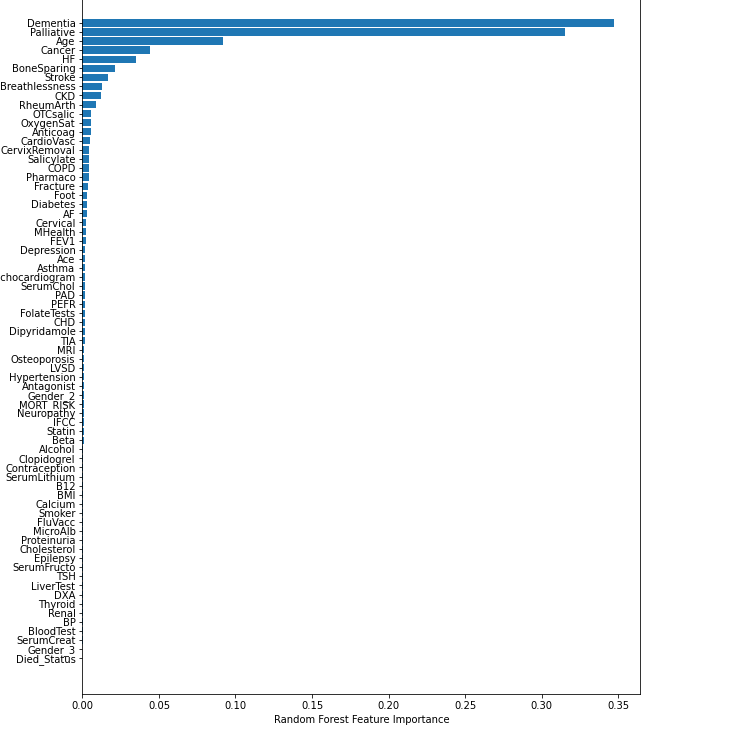 Dementia
Palliative
Age
Cancer
HF
BoneSparing
Stroke
Breathlessness
CKD
RheumArth
OTCsalic
OxygenSat
Anticoag
CardioVasc
CervixRemoval
Salicylate
COPD
Pharmaco
Fracture
Foot
Diabetes
AF
Cervical
MHealth
FEV1
Depression
Ace
Asthma
chocardiogram
SerumChol
PAD
PEFR
FolateTests
CHD
Dipyridamole
TIA
MRI
Osteoporosis
LVSD
Hypertension
Antagonist
Gender_2
MORT_RISK
Neuropathy
IFCC
Statin
Beta
Alcohol
Clopidogrel
Contraception
SerumLithium
B12
BMI
Calcium
Smoker
FluVacc
MicroAlb
Proteinuria
Cholesterol
Epilepsy
SerumFructo
TSH
LiverTest
DXA
Thyroid
Renal
BP
BloodTest
SerumCreat
Gender_3
Died_Status
0.00 0.05 0.10 0.15 0.20 0.25 0.30 0.35
Random Forest Feature Importance